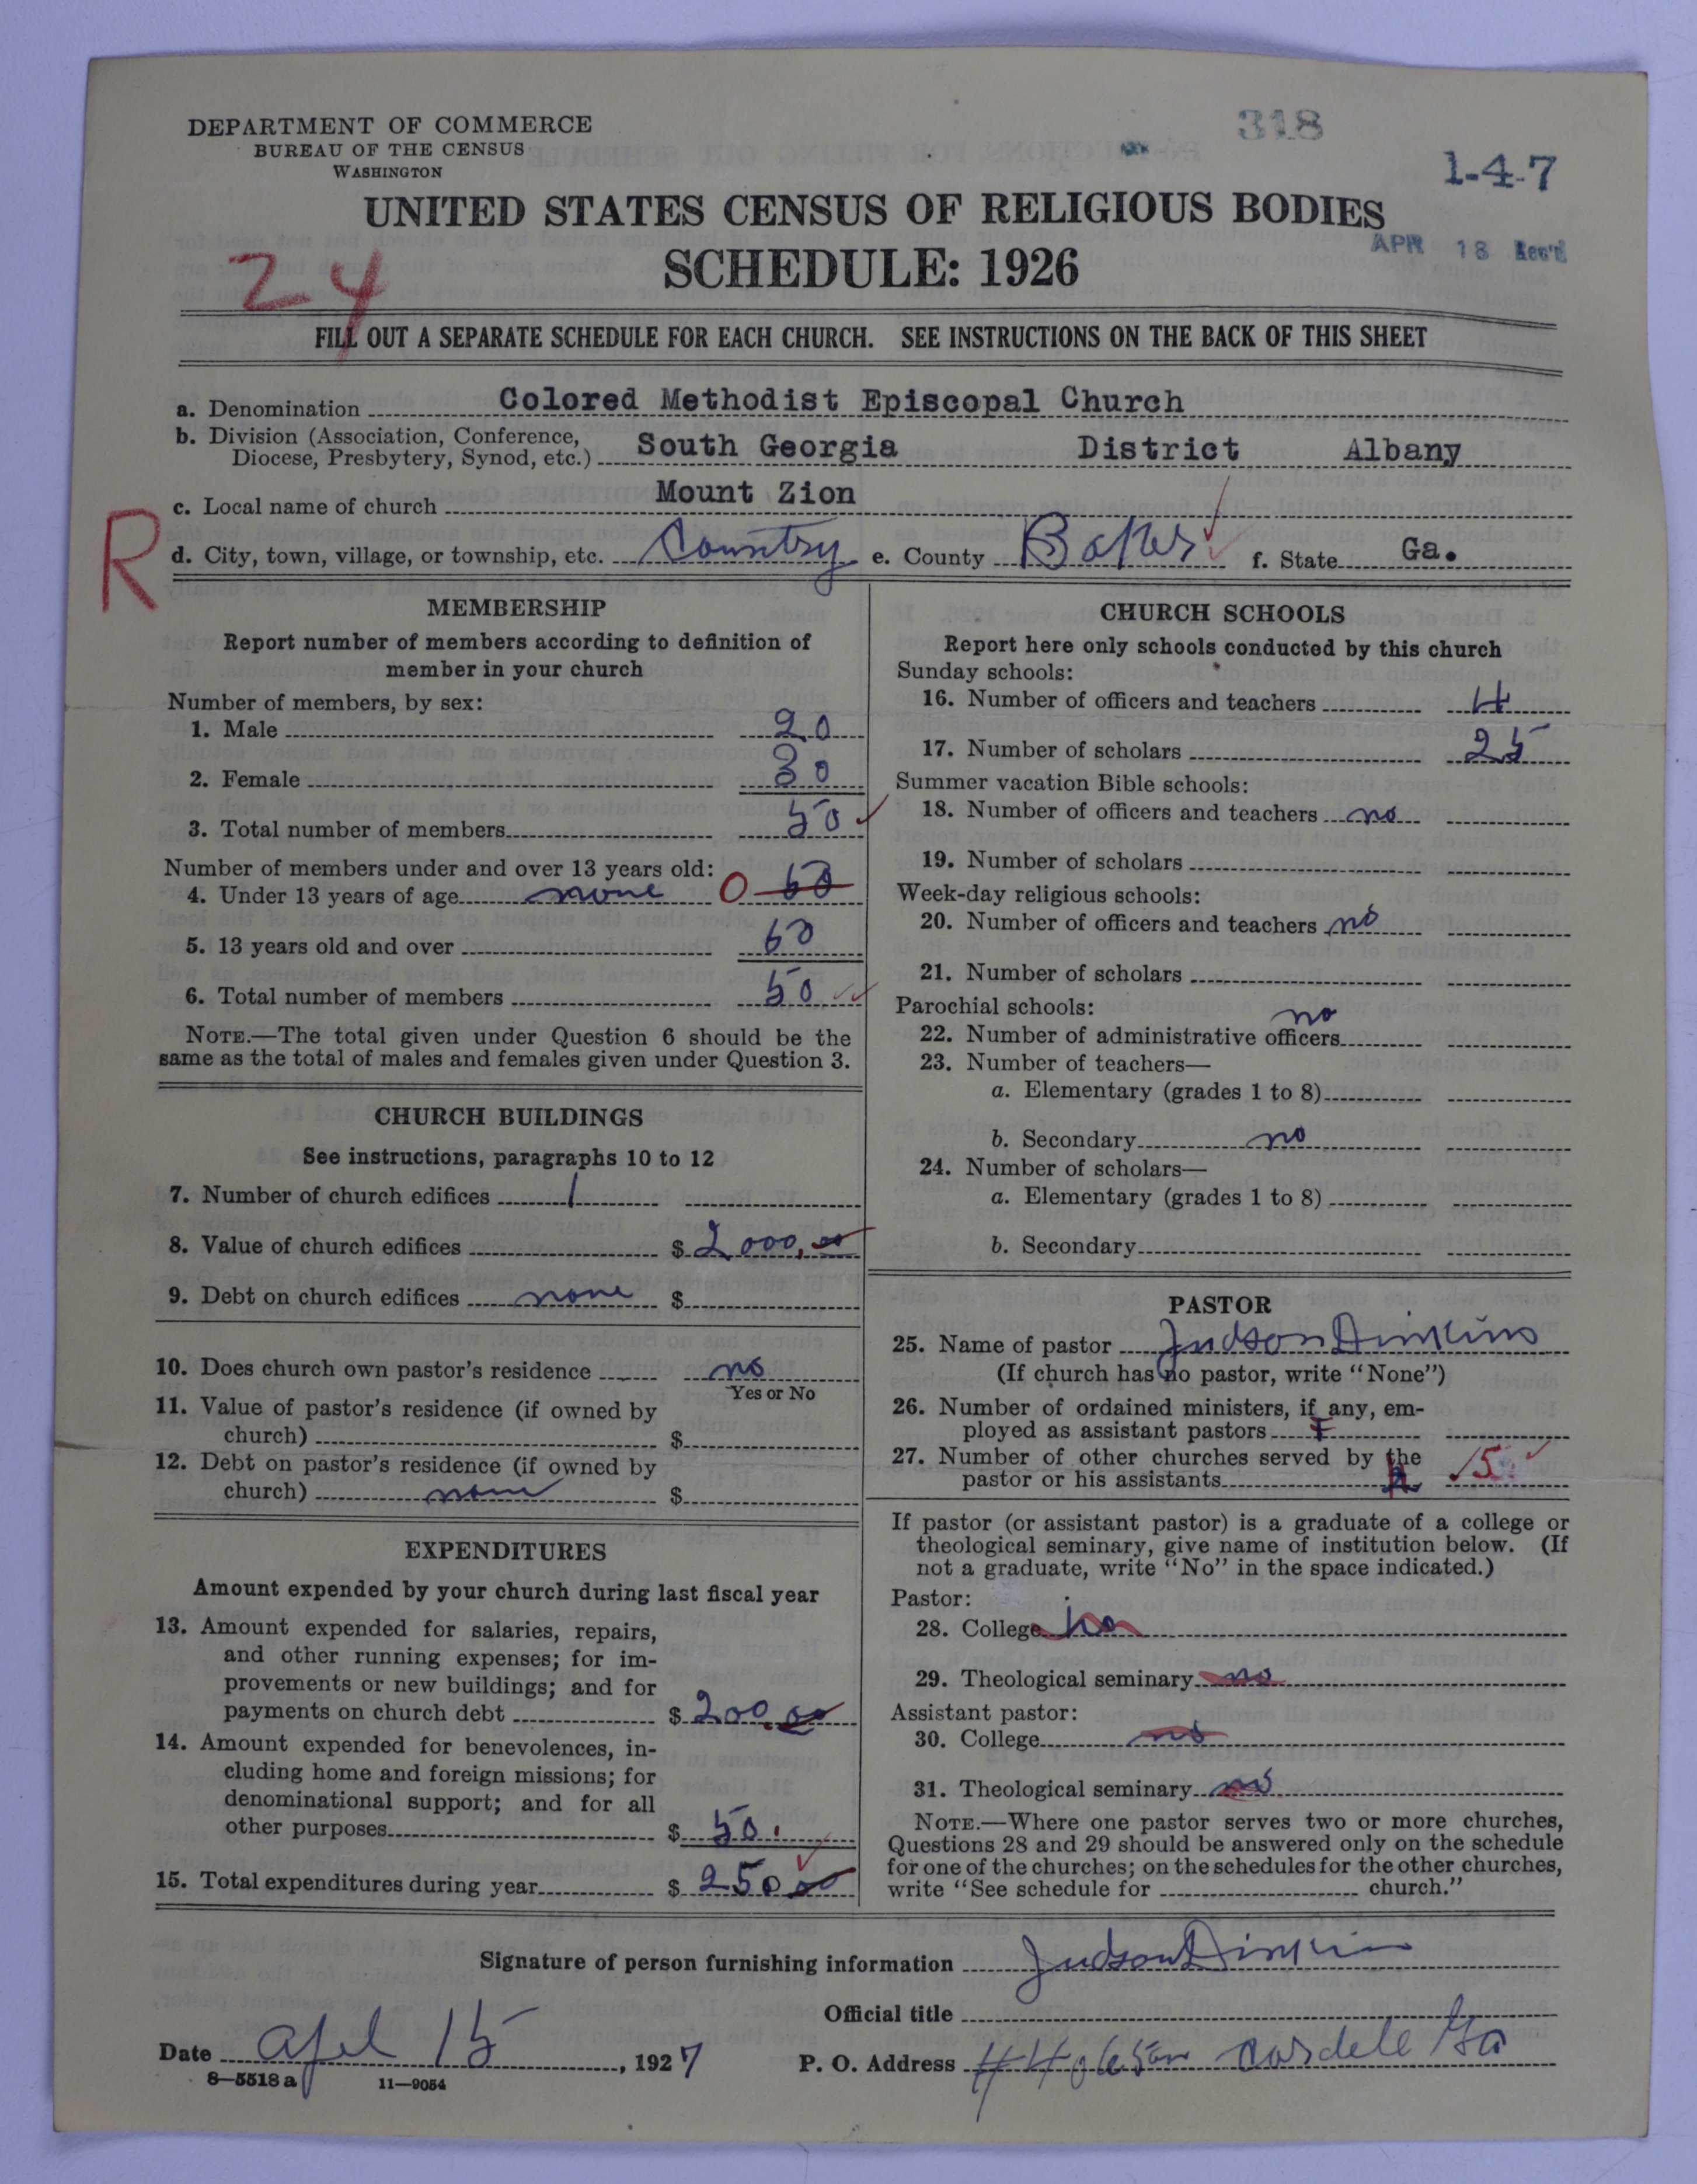 DEPARTMENT OF COMMERCE
BUREAU OF THE CENSUS
WASHINGTON
318
1-4-7
UNITED STATES CENSUS OF RELIGIOUS BODIES
APR 18 Rec'd
24
SCHEDULE: 1926
FILL OUT A SEPARATE SCHEDULE FOR EACH CHURCH. SEE INSTRUCTIONS ON THE BACK OF THIS SHEET
a. Denomination Colored Methodist Episcopal Church
b. Division (Association, Conference, Diocese, Presbytery, Synod, etc.) South Georgia District Albany
c. Local name of church Mount Zion
R
d. City, town, village, or township, etc. Country e. County Baker f. State Ga.
MEMBERSHIP
Report number of members according to definition of
member in your church
Number of members, by sex:
1. Male 20
2. Female 30
3. Total number of members 50
Number of members under and over 13 years old:
4. Under 13 years of age none 0
5. 13 years old and over
6. Total number of members 50
NOTE.—The total given under Question 6 should be the
same as the total of males and females given under Question 3.
CHURCH BUILDINGS
See instructions, paragraphs 10 to 12
7. Number of church edifices 1
8. Value of church edifices $ 2000.00
9. Debt on church edifices none $
10. Does church own pastor's residence no
Yes or No
11. Value of pastor's residence (if owned by
church) $
12. Debt on pastor's residence (if owned by
church) none $
EXPENDITURES
Amount expended by your church during last fiscal year
13. Amount expended for salaries, repairs,
and other running expenses; for im-
provements or new buildings; and for
payments on church debt $ 200.00
14. Amount expended for benevolences, in-
cluding home and foreign missions; for
denominational support; and for all
other purposes $ 50.
15. Total expenditures during year $ 250 00
CHURCH SCHOOLS
Report here only schools conducted by this church
Sunday schools:
16. Number of officers and teachers 4
17. Number of scholars 25
Summer vacation Bible schools:
18. Number of officers and teachers no
19. Number of scholars
Week-day religious schools:
20. Number of officers and teachers no
21. Number of scholars
Parochial schools:
22. Number of administrative officers no
23. Number of teachers—
a. Elementary (grades 1 to 8)
b. Secondary no
24. Number of scholars—
a. Elementary (grades 1 to 8)
b. Secondary
PASTOR
25. Name of pastor Judson Dinkins
(If church has no pastor, write "None")
26. Number of ordained ministers, if any, em-
ployed as assistant pastors
27. Number of other churches served by the
pastor or his assistants 5
If pastor (or assistant pastor) is a graduate of a college or
theological seminary, give name of institution below. (If
not a graduate, write "No" in the space indicated.)
Pastor:
28. College no
29. Theological seminary no
Assistant pastor:
30. College no
31. Theological seminary no
NOTE.—Where one pastor serves two or more churches,
Questions 28 and 29 should be answered only on the schedule
for one of the churches; on the schedules for the other churches,
write "See schedule for church."
Signature of person furnishing information Judson Dinkins
Official title
Date Apel 15, 1927
P. O. Address Cordele Ga
8—5518 a 11—9054